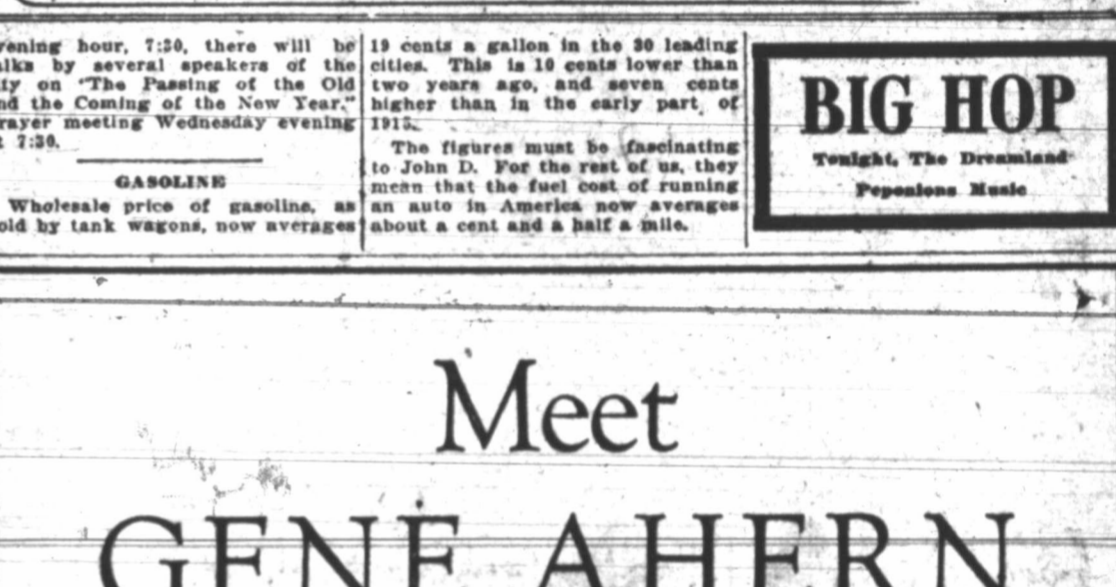 vening hour, 7:30, there will be
alks by several speakers of the
ity on "The Passing of the Old
nd the Coming of the New Year."
rayer meeting Wednesday evening
t 7:30.
GASOLINE
Wholesale price of gasoline, as
old by tank wagons, now averages
19 cents a gallon in the 30 leading
cities. This is 10 cents lower than
two years ago, and seven cents
higher than in the early part of
1915.
The figures must be fascinating
to John D. For the rest of us, they
mean that the fuel cost of running
an auto in America now averages
about a cent and a half a mile.
BIG HOP
Tonight, The Dreamland
Peponions Music
Meet
GENE AHERN